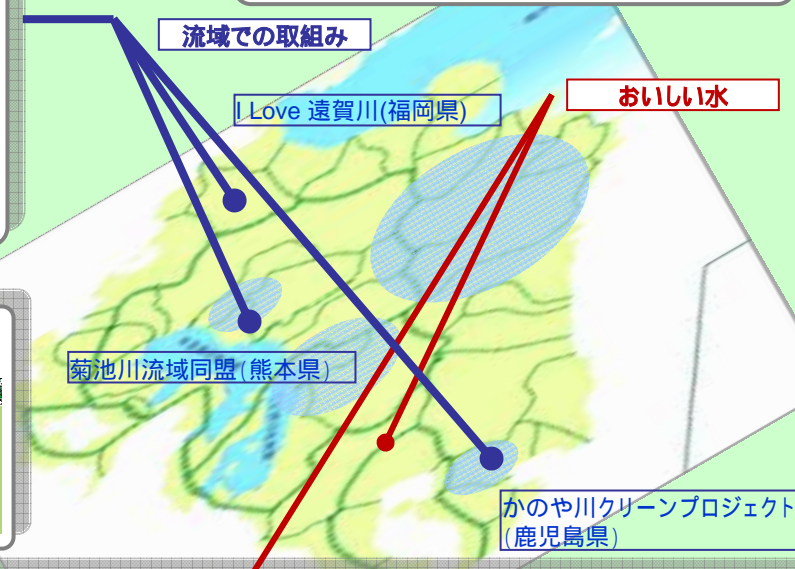 流域での取組み
おいしい水
I Love 遠賀川(福岡県)
菊池川流域同盟(熊本県)
かのや川クリーンプロジェクト
(鹿児島県)